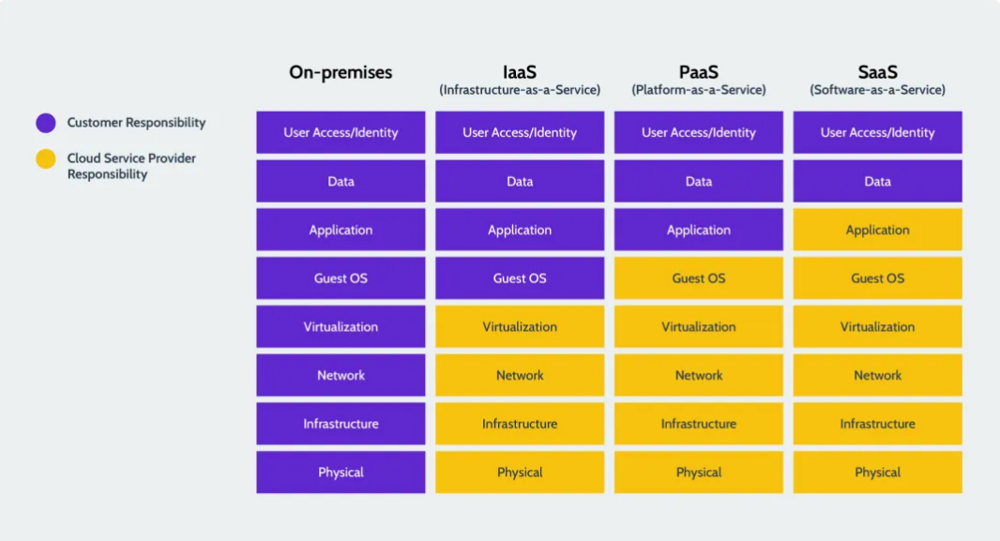 On-premises
IaaS
(Infrastructure-as-a-Service)
PaaS
(Platform-as-a-Service)
SaaS
(Software-as-a-Service)
Customer Responsibility
Cloud Service Provider
Responsibility
User Access/Identity
User Access/Identity
User Access/Identity
User Access/Identity
Data
Data
Data
Data
Application
Application
Application
Application
Guest OS
Guest OS
Guest OS
Guest OS
Virtualization
Virtualization
Virtualization
Virtualization
Network
Network
Network
Network
Infrastructure
Infrastructure
Infrastructure
Infrastructure
Physical
Physical
Physical
Physical